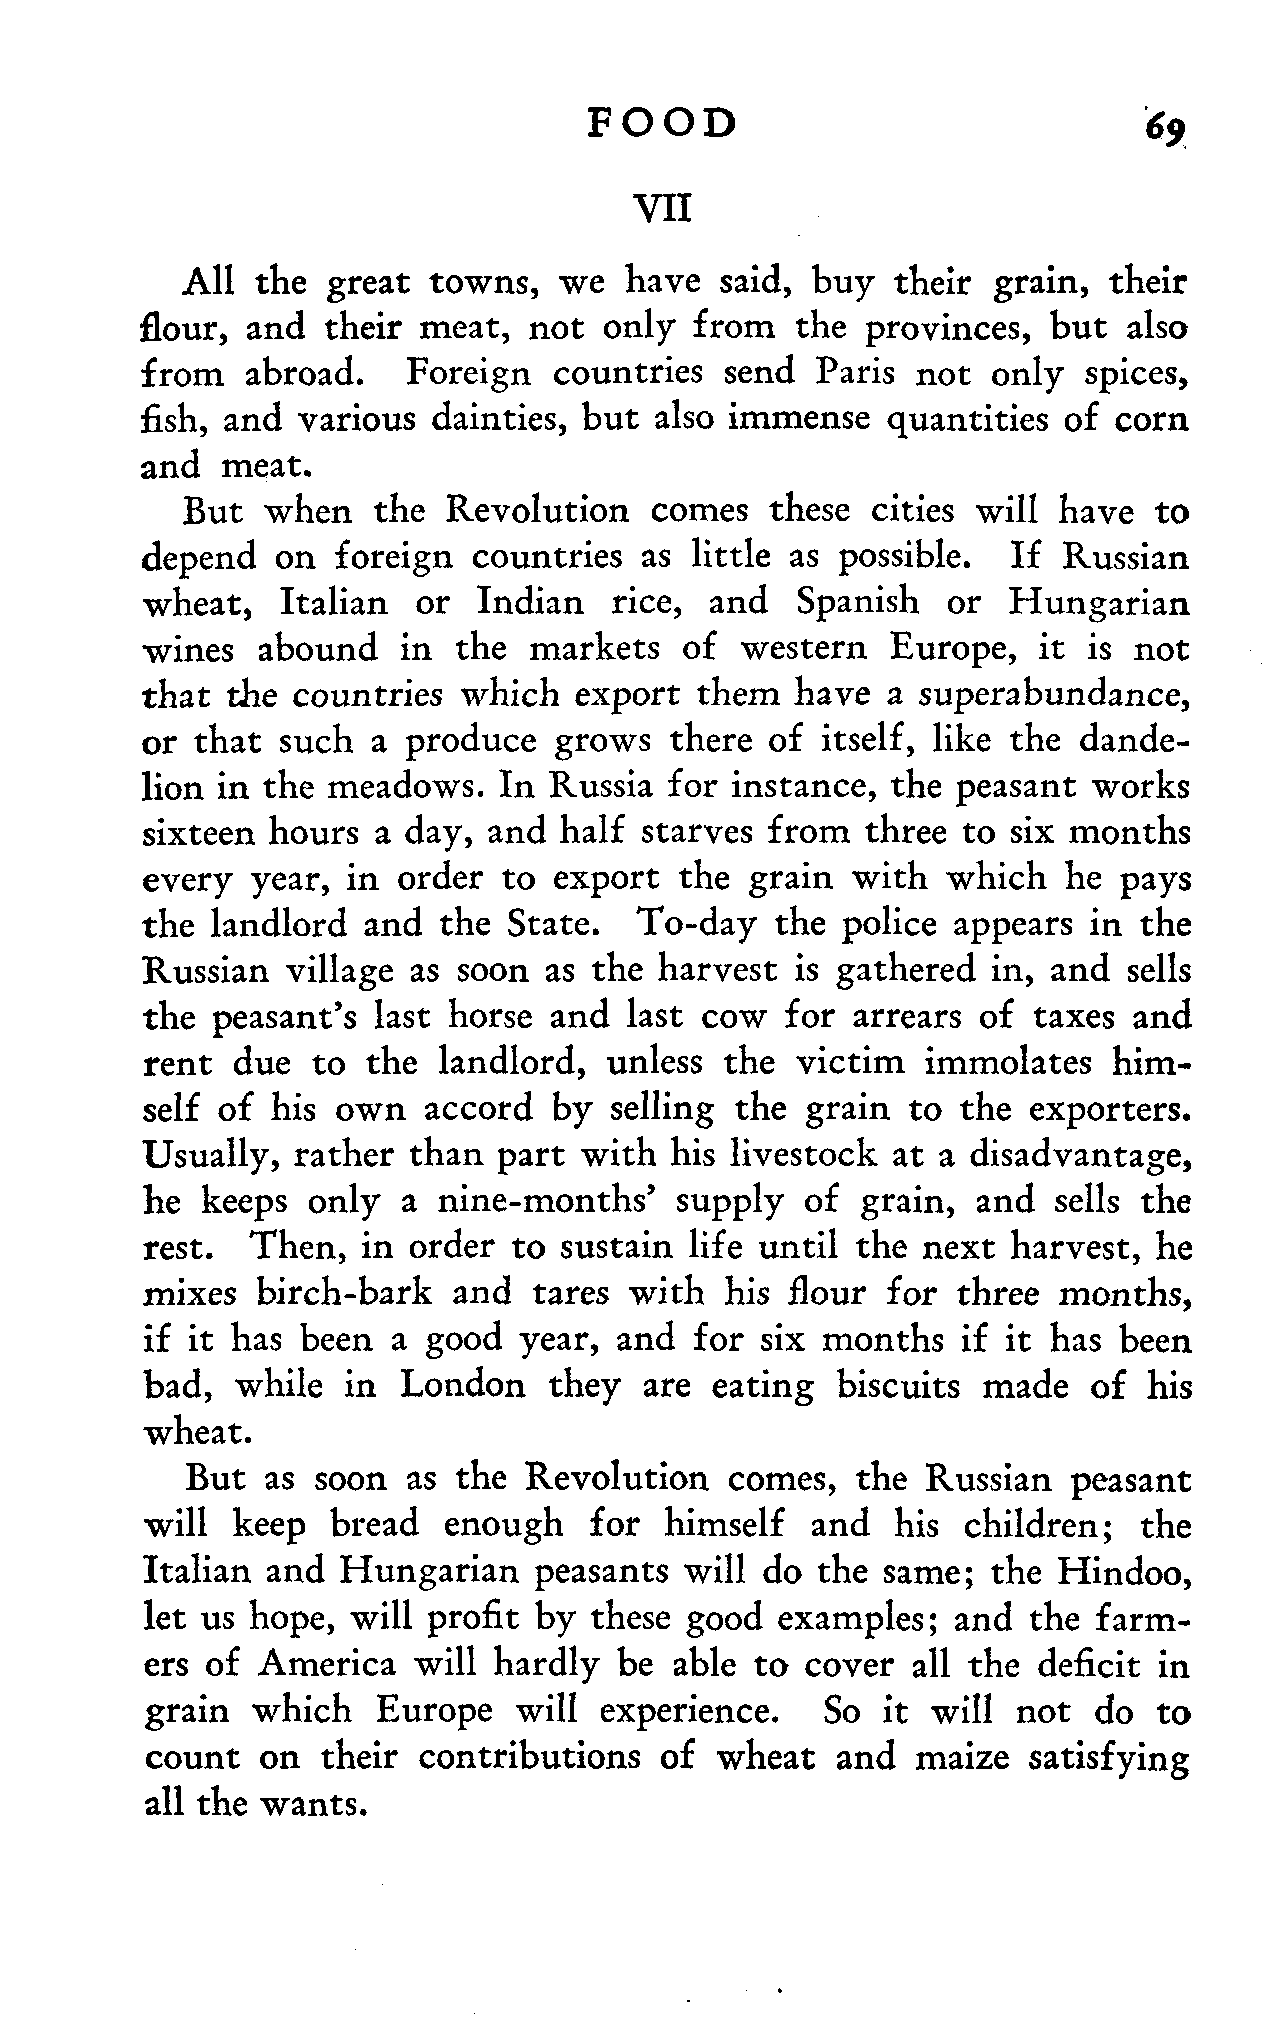 FOOD 69
VII
All the great towns, we have said, buy their grain, their
flour, and their meat, not only from the provinces, but also
from abroad. Foreign countries send Paris not only spices,
fish, and various dainties, but also immense quantities of corn
and meat.
But when the Revolution comes these cities will have to
depend on foreign countries as little as possible. If Russian
wheat, Italian or Indian rice, and Spanish or Hungarian
wines abound in the markets of western Europe, it is not
that the countries which export them have a superabundance,
or that such a produce grows there of itself, like the dande-
lion in the meadows. In Russia for instance, the peasant works
sixteen hours a day, and half starves from three to six months
every year, in order to export the grain with which he pays
the landlord and the State. To-day the police appears in the
Russian village as soon as the harvest is gathered in, and sells
the peasant's last horse and last cow for arrears of taxes and
rent due to the landlord, unless the victim immolates him-
self of his own accord by selling the grain to the exporters.
Usually, rather than part with his livestock at a disadvantage,
he keeps only a nine-months' supply of grain, and sells the
rest. Then, in order to sustain life until the next harvest, he
mixes birch-bark and tares with his flour for three months,
if it has been a good year, and for six months if it has been
bad, while in London they are eating biscuits made of his
wheat.
But as soon as the Revolution comes, the Russian peasant
will keep bread enough for himself and his children; the
Italian and Hungarian peasants will do the same; the Hindoo,
let us hope, will profit by these good examples; and the farm-
ers of America will hardly be able to cover all the deficit in
grain which Europe will experience. So it will not do to
count on their contributions of wheat and maize satisfying
all the wants.